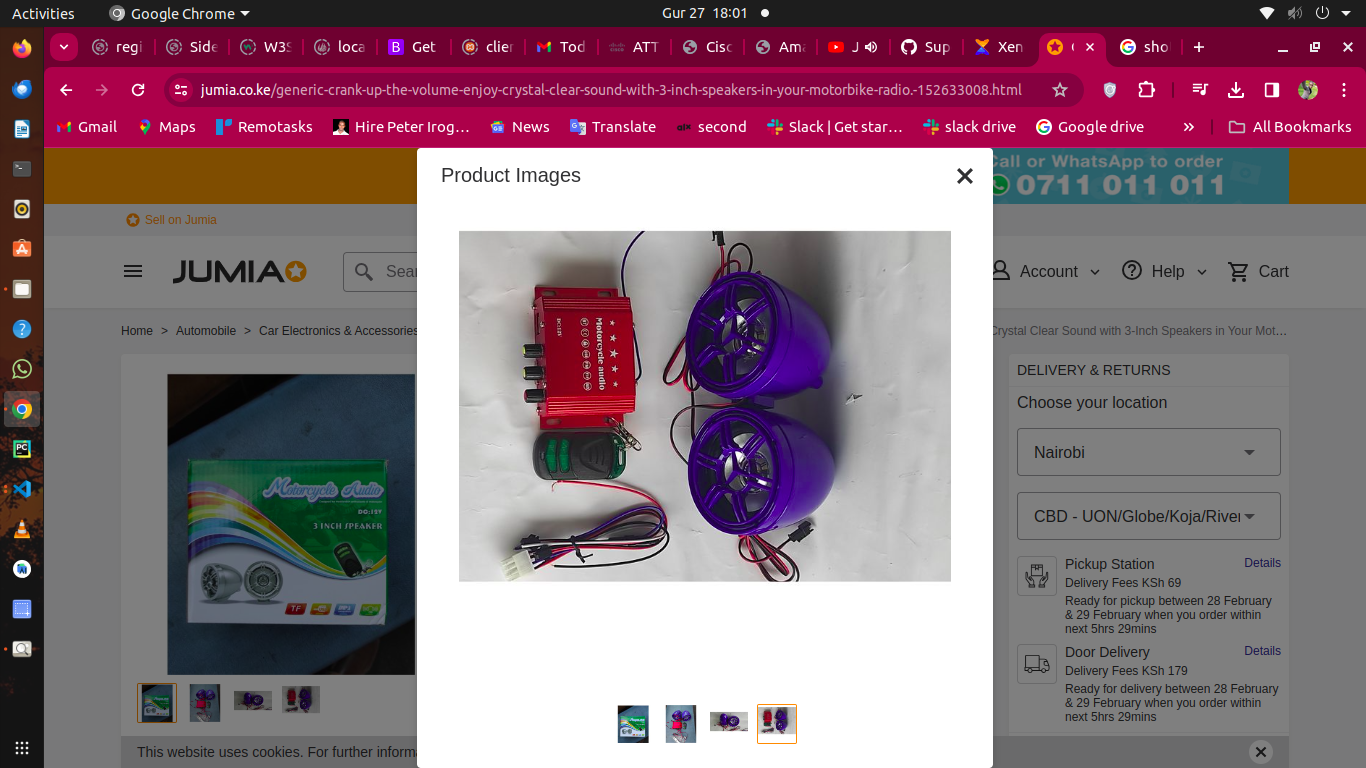 Activities
Google Chrome
Gur 27 18:01
regi
Side
W3S
loca
Get
clier
Tod
ATT
Cisc
Ama
J
Sup
Xen
sho
jumia.co.ke/generic-crank-up-the-volume-enjoy-crystal-clear-sound-with-3-inch-speakers-in-your-motorbike-radio.-152633008.html
Gmail
Maps
Remotasks
Hire Peter Irog…
News
Translate
second
Slack | Get star…
slack drive
Google drive
All Bookmarks
Call or WhatsApp to order
0711 011 011
Product Images
Sell on Jumia
JUMIA
Sear
Account
Help
Cart
Home > Automobile > Car Electronics & Accessories
Crystal Clear Sound with 3-Inch Speakers in Your Mot…
Motorcycle audio
DC:12V
Motorcycle Audio
DC:12V
3 INCH SPEAKER
TF
DELIVERY & RETURNS
Choose your location
Nairobi
CBD - UON/Globe/Koja/River
Pickup Station
Details
Delivery Fees KSh 69
Ready for pickup between 28 February
& 29 February when you order within
next 5hrs 29mins
Door Delivery
Details
Delivery Fees KSh 179
Ready for delivery between 28 February
& 29 February when you order within
next 5hrs 29mins
This website uses cookies. For further informa